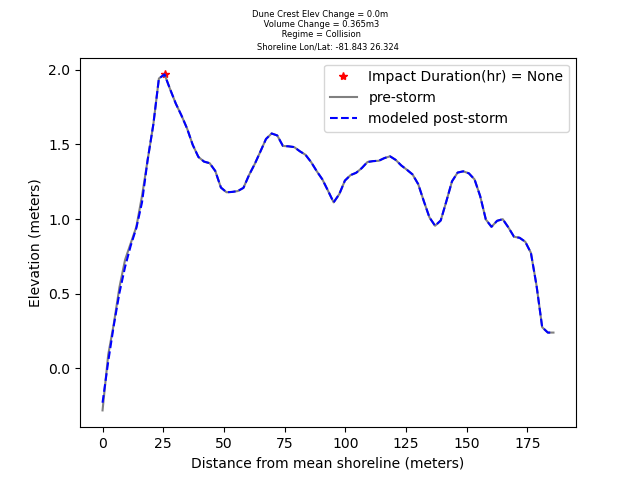 Dune Crest Elev Change = 0.0m
Volume Change = 0.365m3
Regime = Collision
Shoreline Lon/Lat: -81.843 26.324
Impact Duration(hr) = None
pre-storm
modeled post-storm
2.0
1.5
1.0
0.5
0.0
Elevation (meters)
0 25 50 75 100 125 150 175
Distance from mean shoreline (meters)